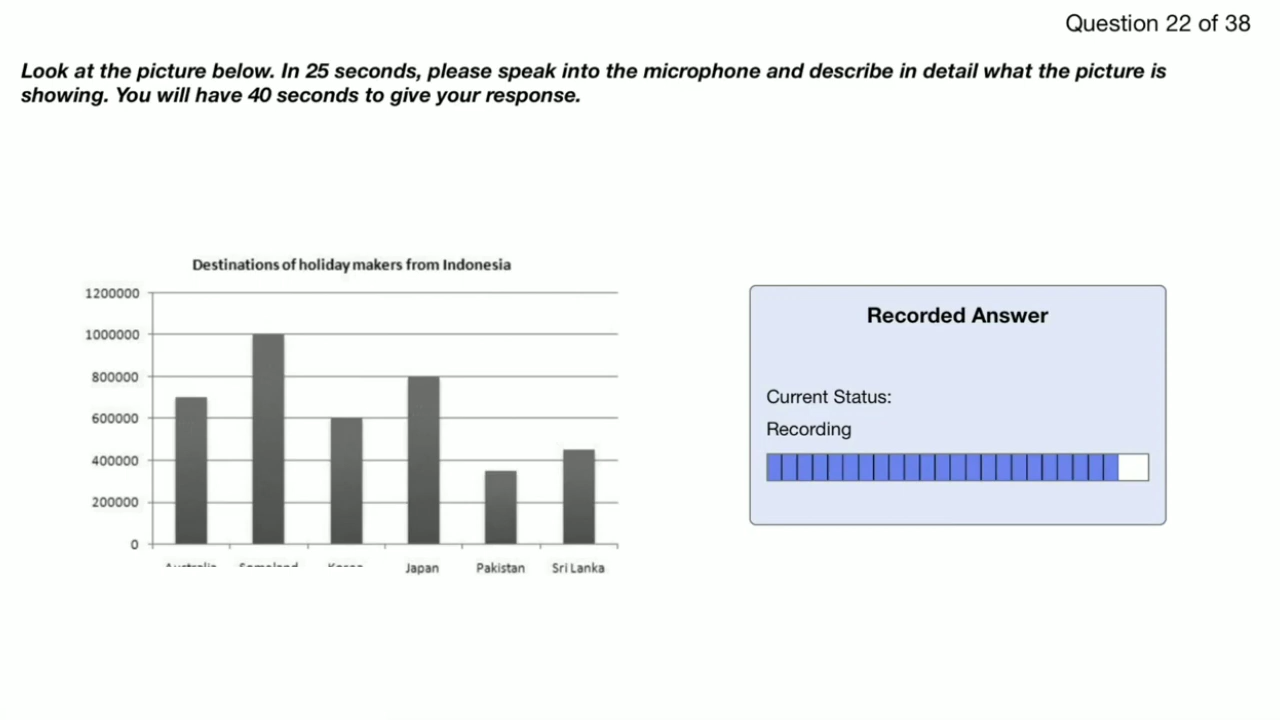 Question 22 of 38
Look at the picture below. In 25 seconds, please speak into the microphone and describe in detail what the picture is
showing. You will have 40 seconds to give your response.
Destinations of holiday makers from Indonesia
1200000
1000000
800000
600000
400000
200000
0
Australia Korea Japan Pakistan Sri Lanka
Recorded Answer
Current Status:
Recording